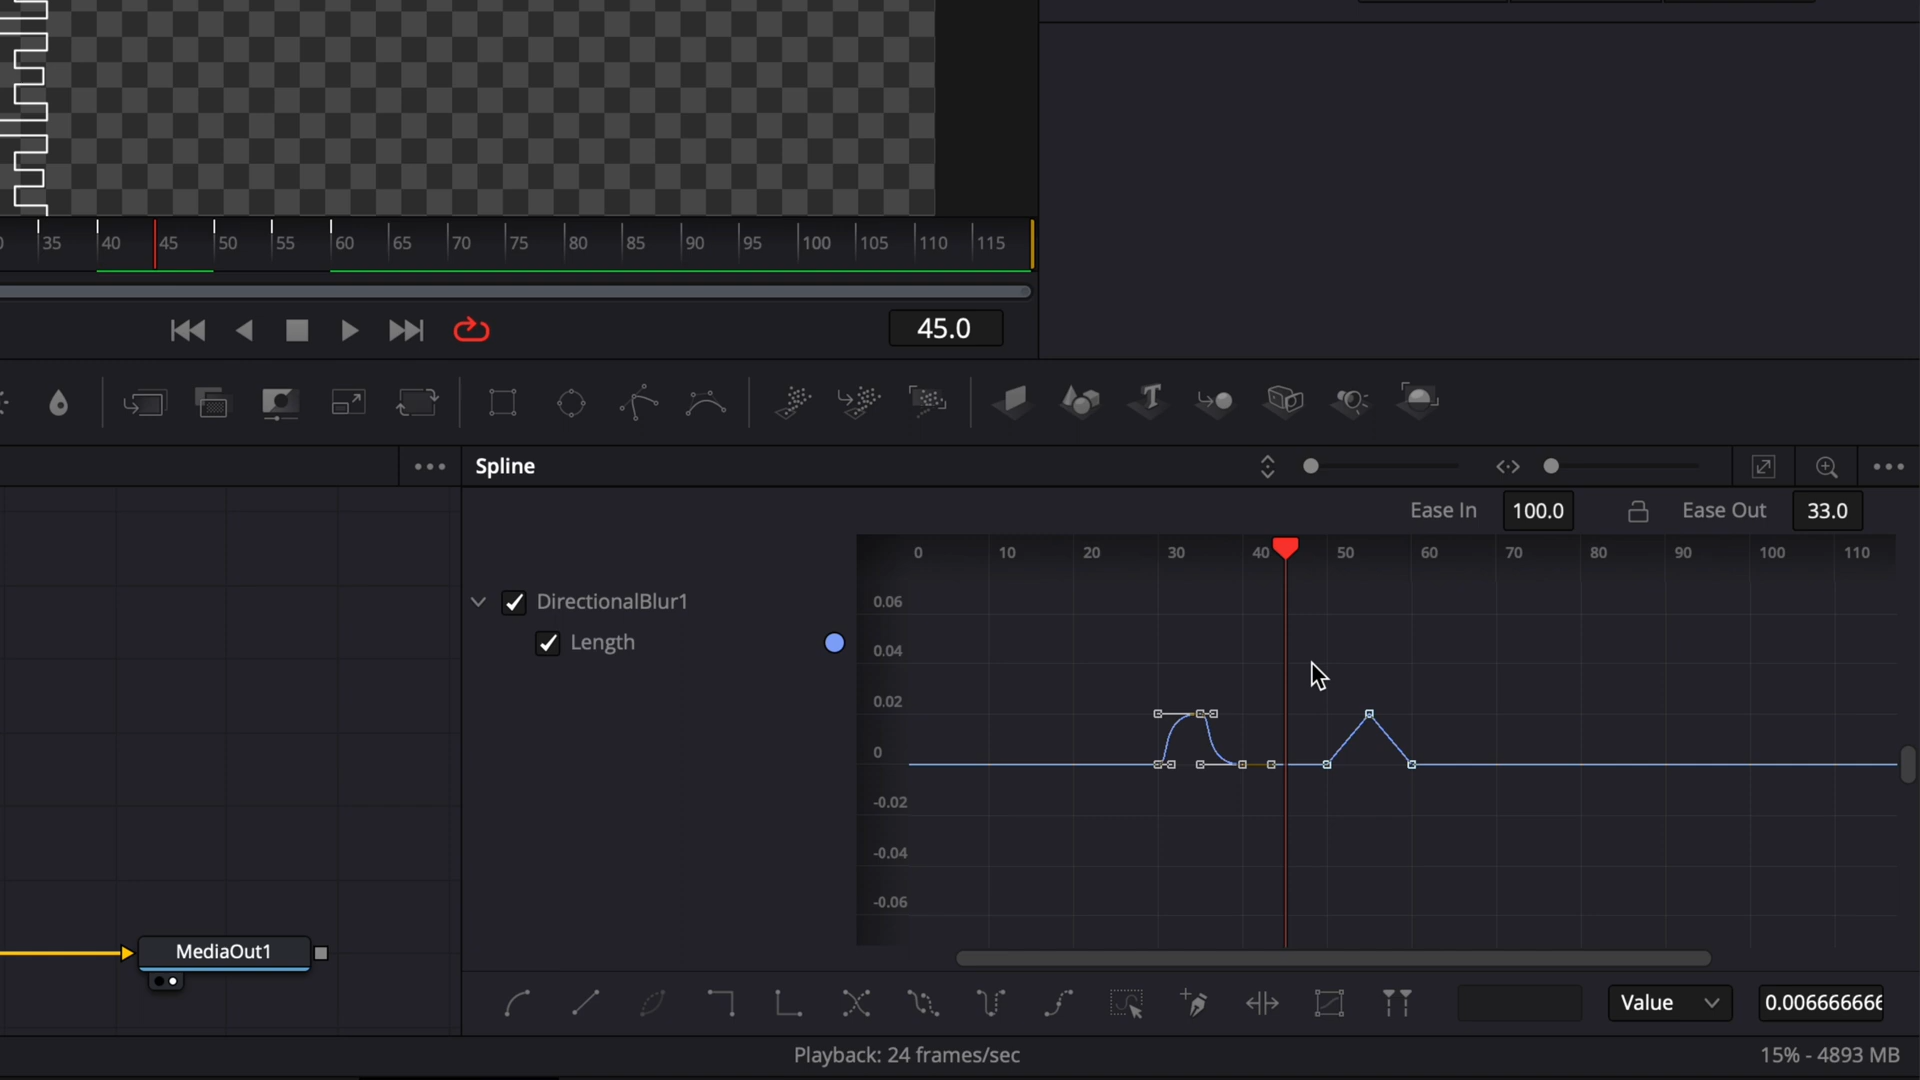 35 40 45 50 55 60 65 70 75 80 85 90 95 100 105 110 115
45.0
Spline
Ease In 100.0 Ease Out 33.0
0 10 20 30 40 50 60 70 80 90 100 110
DirectionalBlur1
0.06
Length
0.04
0.02
0
-0.02
-0.04
-0.06
MediaOut1
Value 0.006666666
Playback: 24 frames/sec 15% - 4893 MB